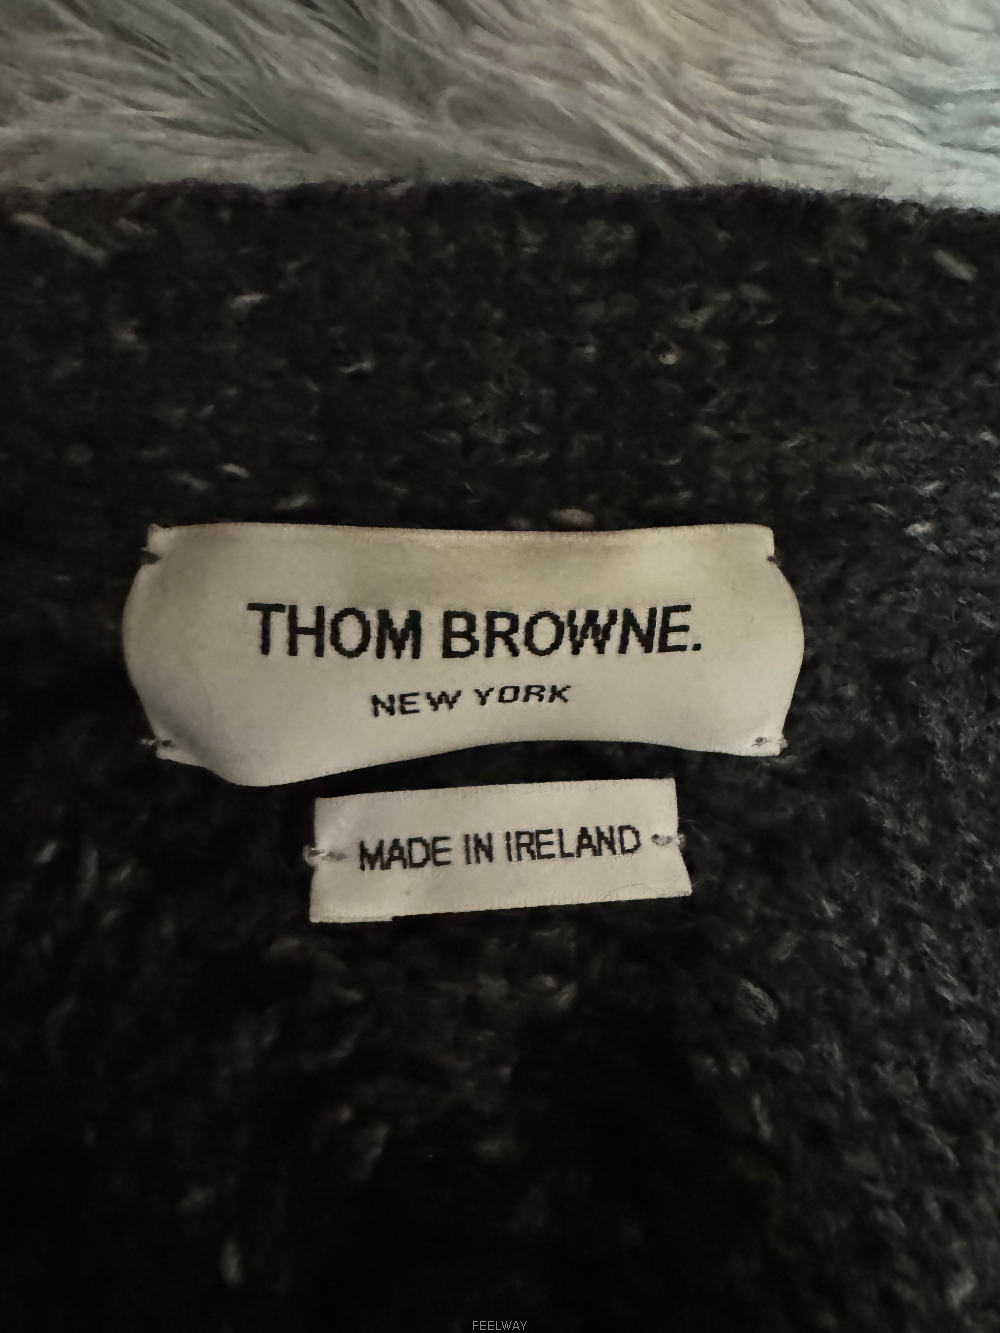 THOM BROWNE.
NEW YORK
MADE IN IRELAND
FEELWAY